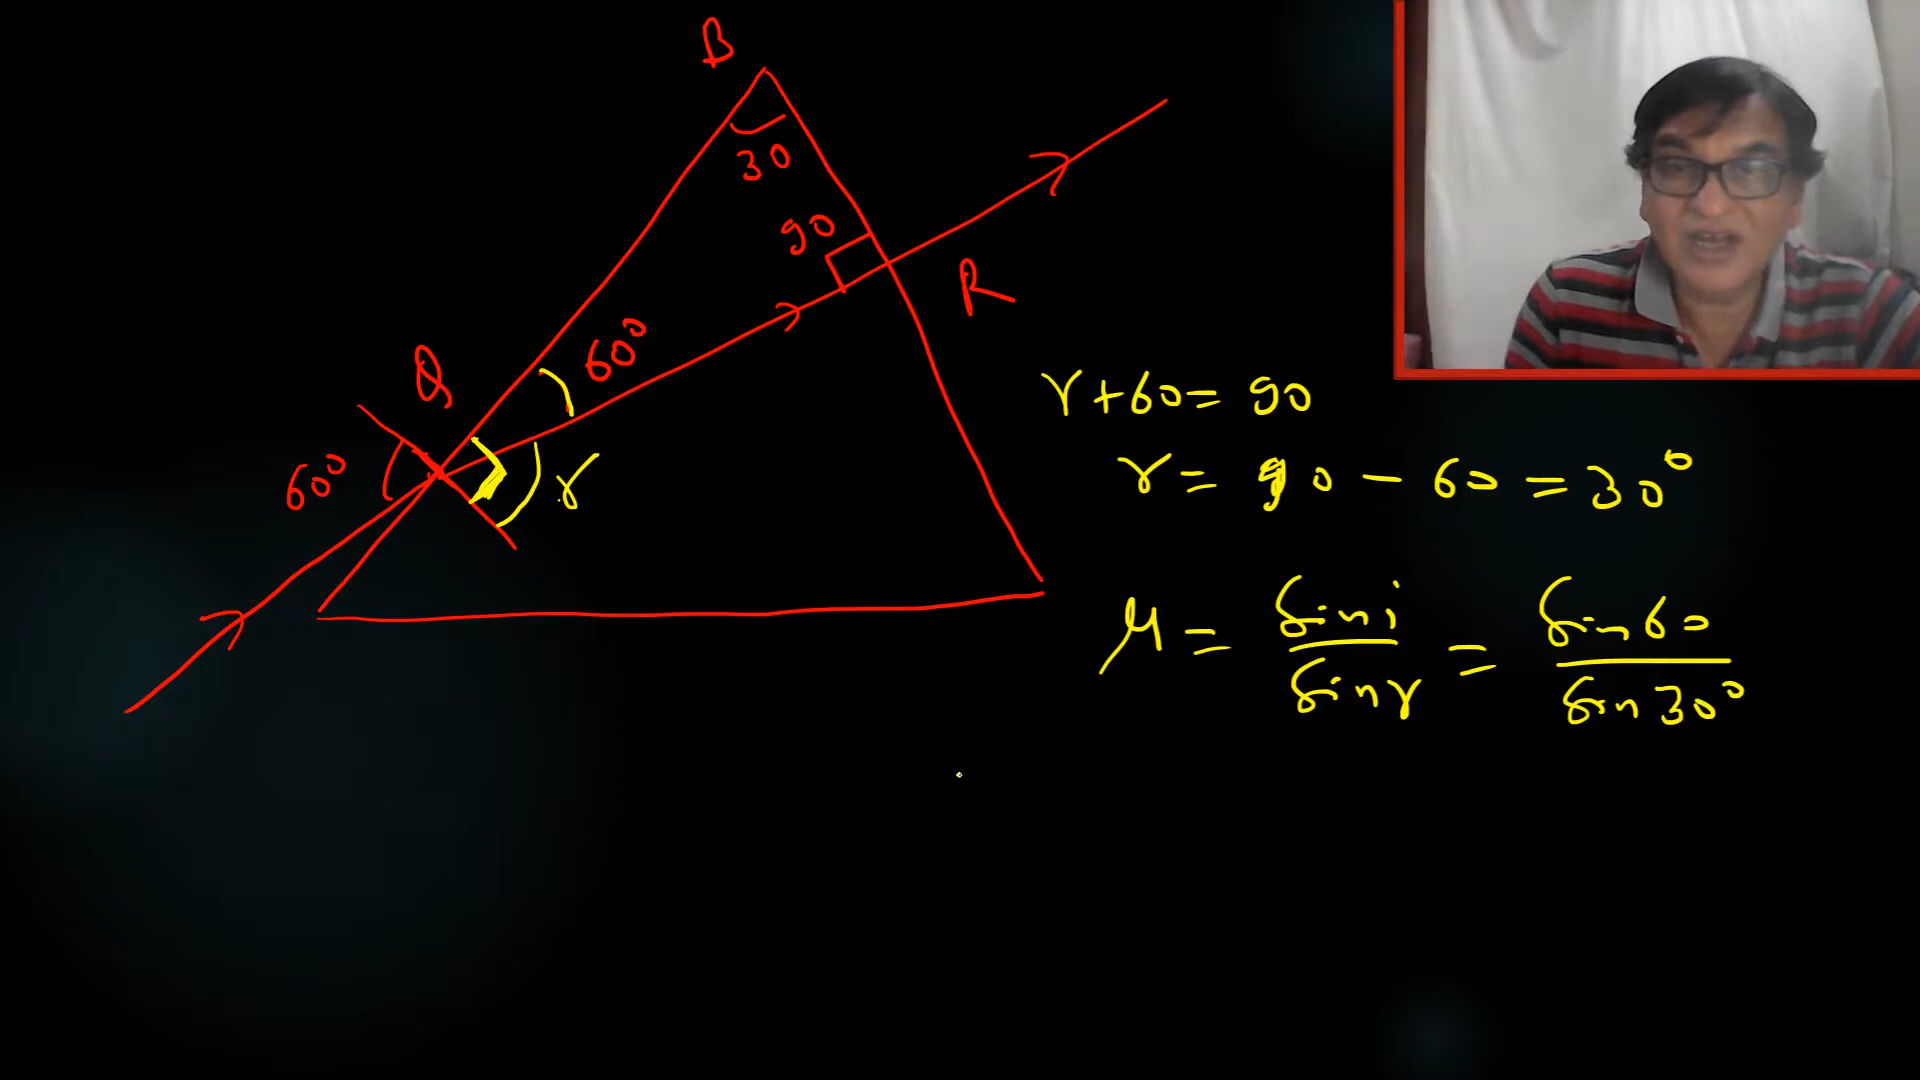 B
30
90
R
60°
Q
60°
r
r+60= 90
r= 90 - 60 = 30°
μ = sin i / sin r = sin 60 / sin 30°